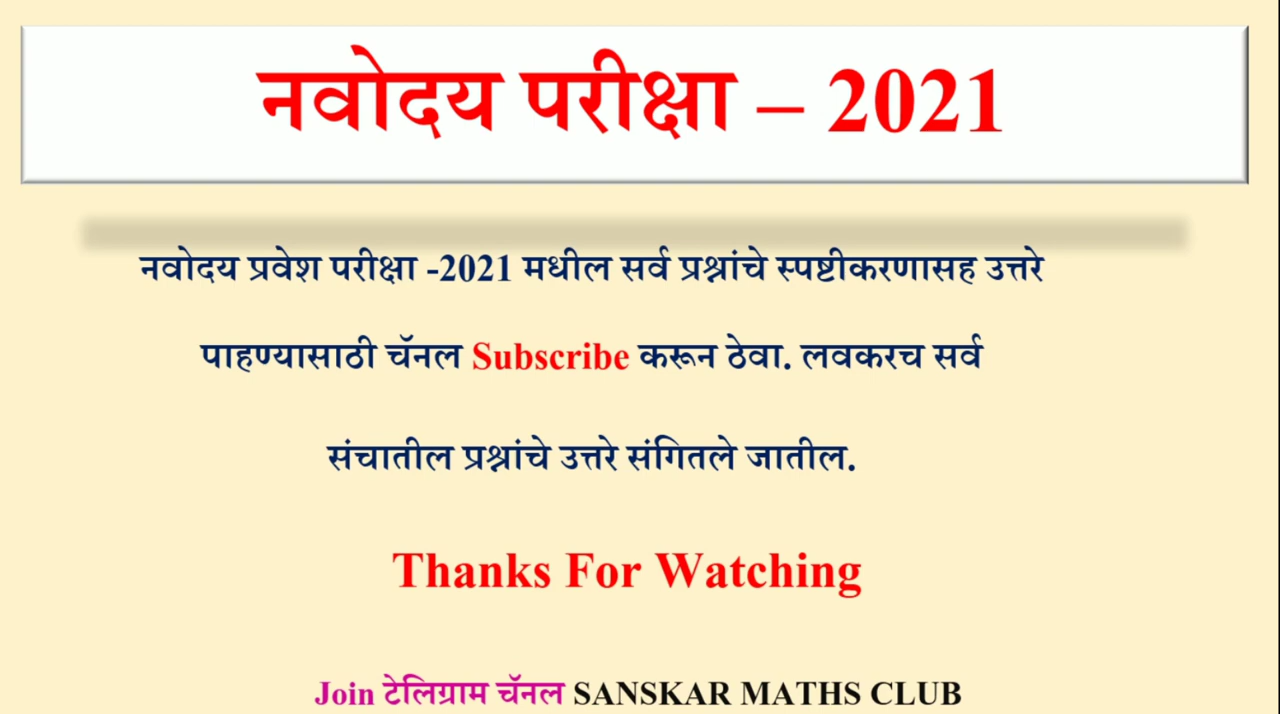 नवोदय परीक्षा – 2021
नवोदय प्रवेश परीक्षा -2021 मधील सर्व प्रश्नांचे स्पष्टीकरणासह उत्तरे
पाहण्यासाठी चॅनल Subscribe करून ठेवा. लवकरच सर्व
संचातील प्रश्नांचे उत्तरे संगितले जातील.
Thanks For Watching
Join टेलिग्राम चॅनल SANSKAR MATHS CLUB